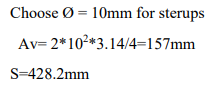 Choose Ø = 10mm for sterups
Av= 2*10²*3.14/4=157mm
S=428.2mm